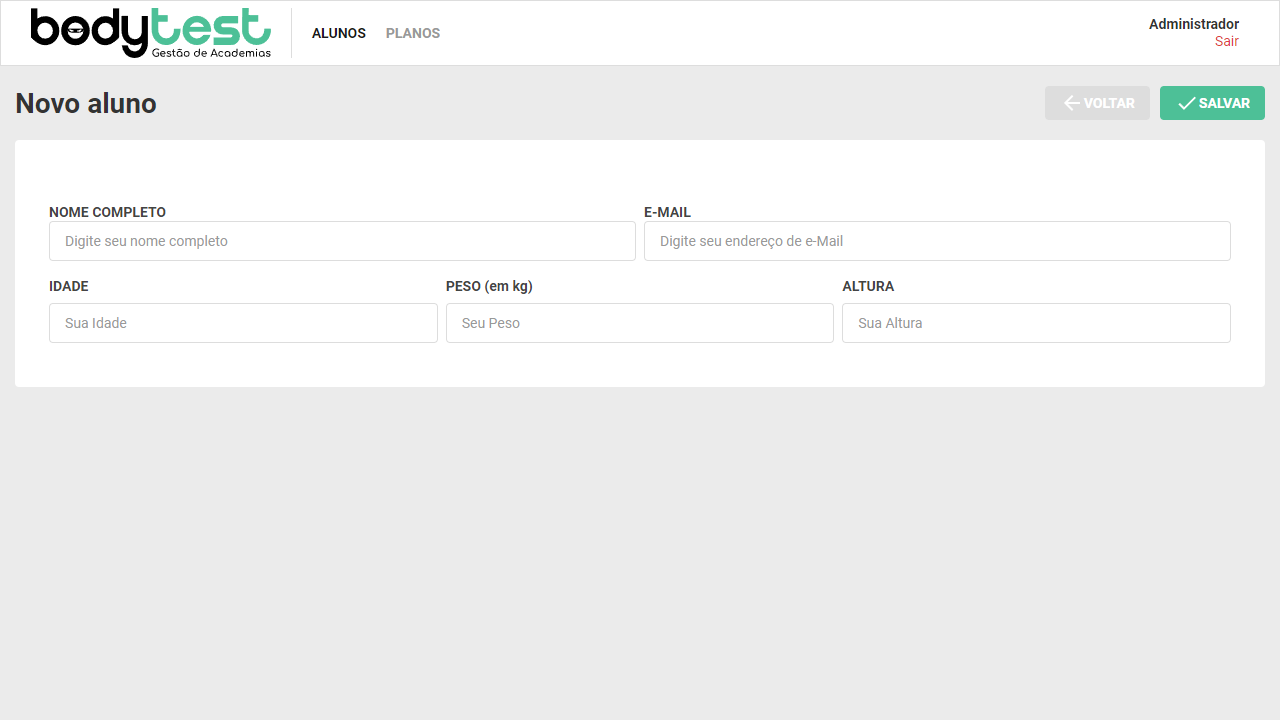 bodytest
Gestão de Academias
ALUNOS
PLANOS
Administrador
Sair
Novo aluno
VOLTAR
SALVAR
NOME COMPLETO
E-MAIL
Digite seu nome completo
Digite seu endereço de e-Mail
IDADE
PESO (em kg)
ALTURA
Sua Idade
Seu Peso
Sua Altura